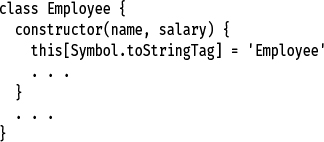 class Employee {
  constructor(name, salary) {
    this[Symbol.toStringTag] = 'Employee'
    . . .
  }
  . . .
}